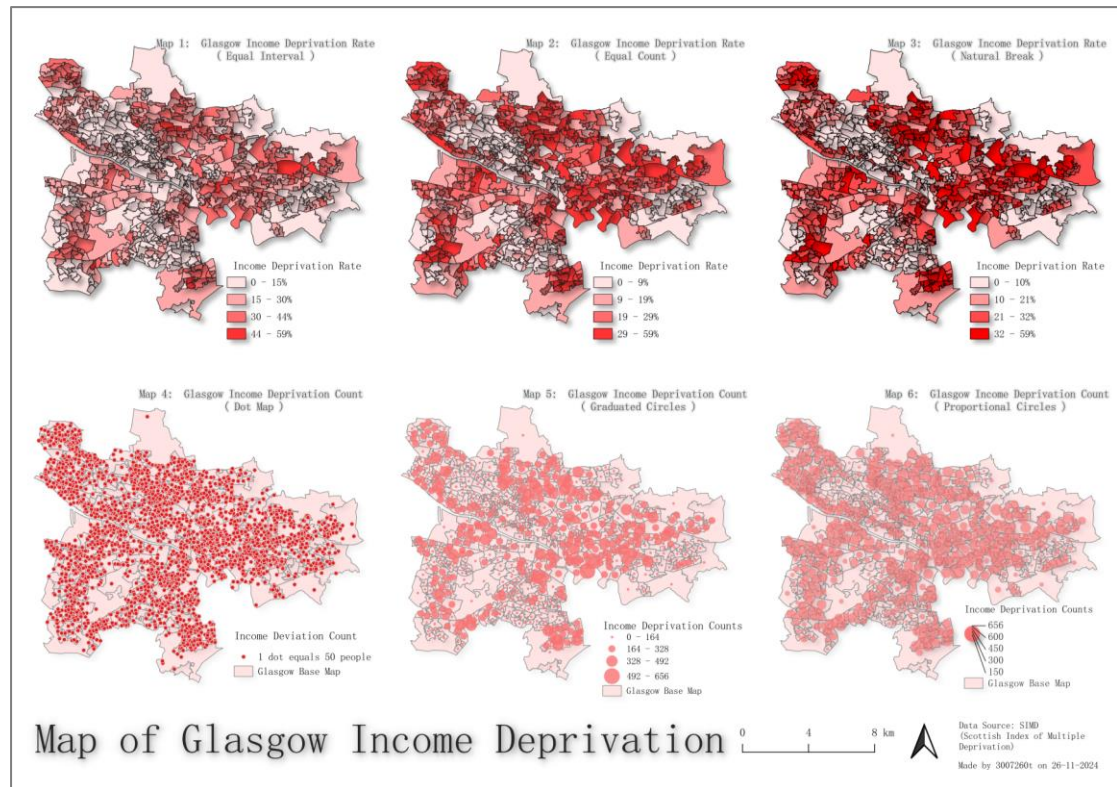 Map 1:  Glasgow Income Deprivation Rate
( Equal Interval )
Income Deprivation Rate
0 - 15%
15 - 30%
30 - 44%
44 - 59%
Map 2:  Glasgow Income Deprivation Rate
( Equal Count )
Income Deprivation Rate
0 - 9%
9 - 19%
19 - 29%
29 - 59%
Map 3:  Glasgow Income Deprivation Rate
( Natural Break )
Income Deprivation Rate
0 - 10%
10 - 21%
21 - 32%
32 - 59%
Map 4:  Glasgow Income Deprivation Count
( Dot Map )
Income Deviation Count
1 dot equals 50 people
Glasgow Base Map
Map 5:  Glasgow Income Deprivation Count
( Graduated Circles )
Income Deprivation Counts
0 - 164
164 - 328
328 - 492
492 - 656
Glasgow Base Map
Map 6:  Glasgow Income Deprivation Count
( Proportional Circles )
Income Deprivation Counts
656
600
450
300
150
Glasgow Base Map
Map of Glasgow Income Deprivation
0 4 8 km
Data Source: SIMD
(Scottish Index of Multiple
Deprivation)
Made by 3007260t on 26-11-2024